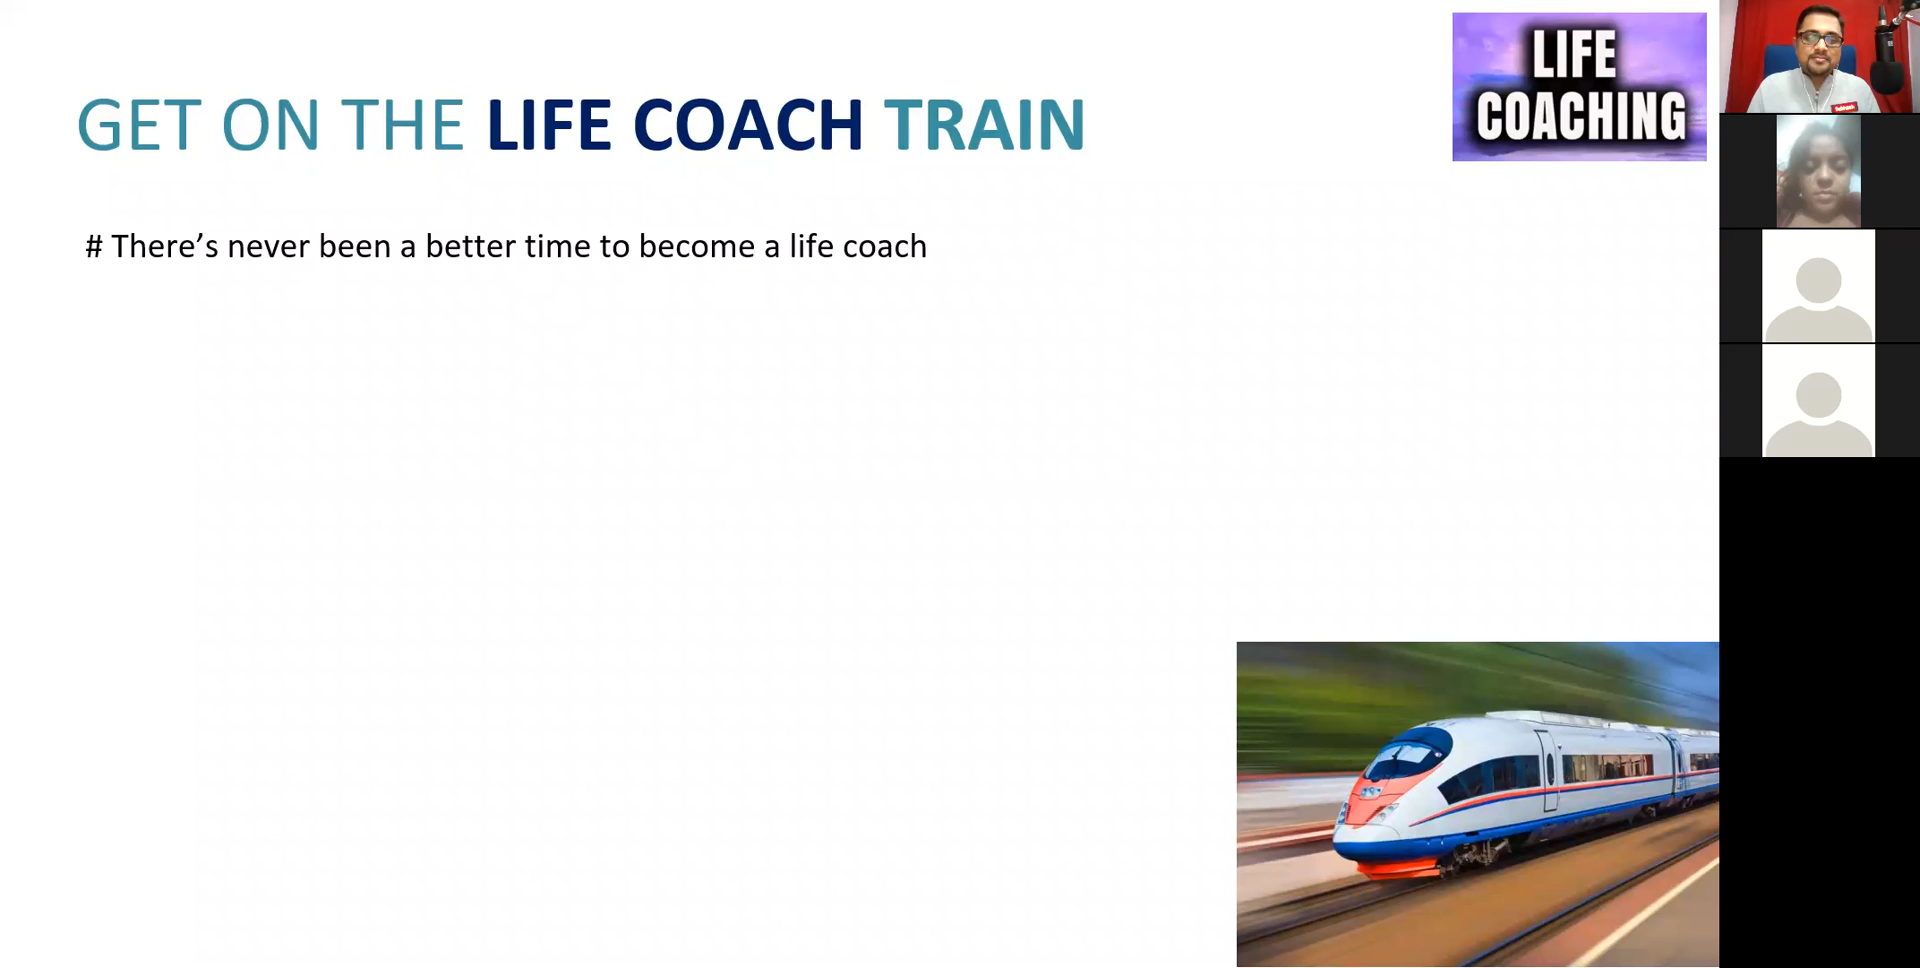 GET ON THE LIFE COACH TRAIN
LIFE
COACHING
# There’s never been a better time to become a life coach